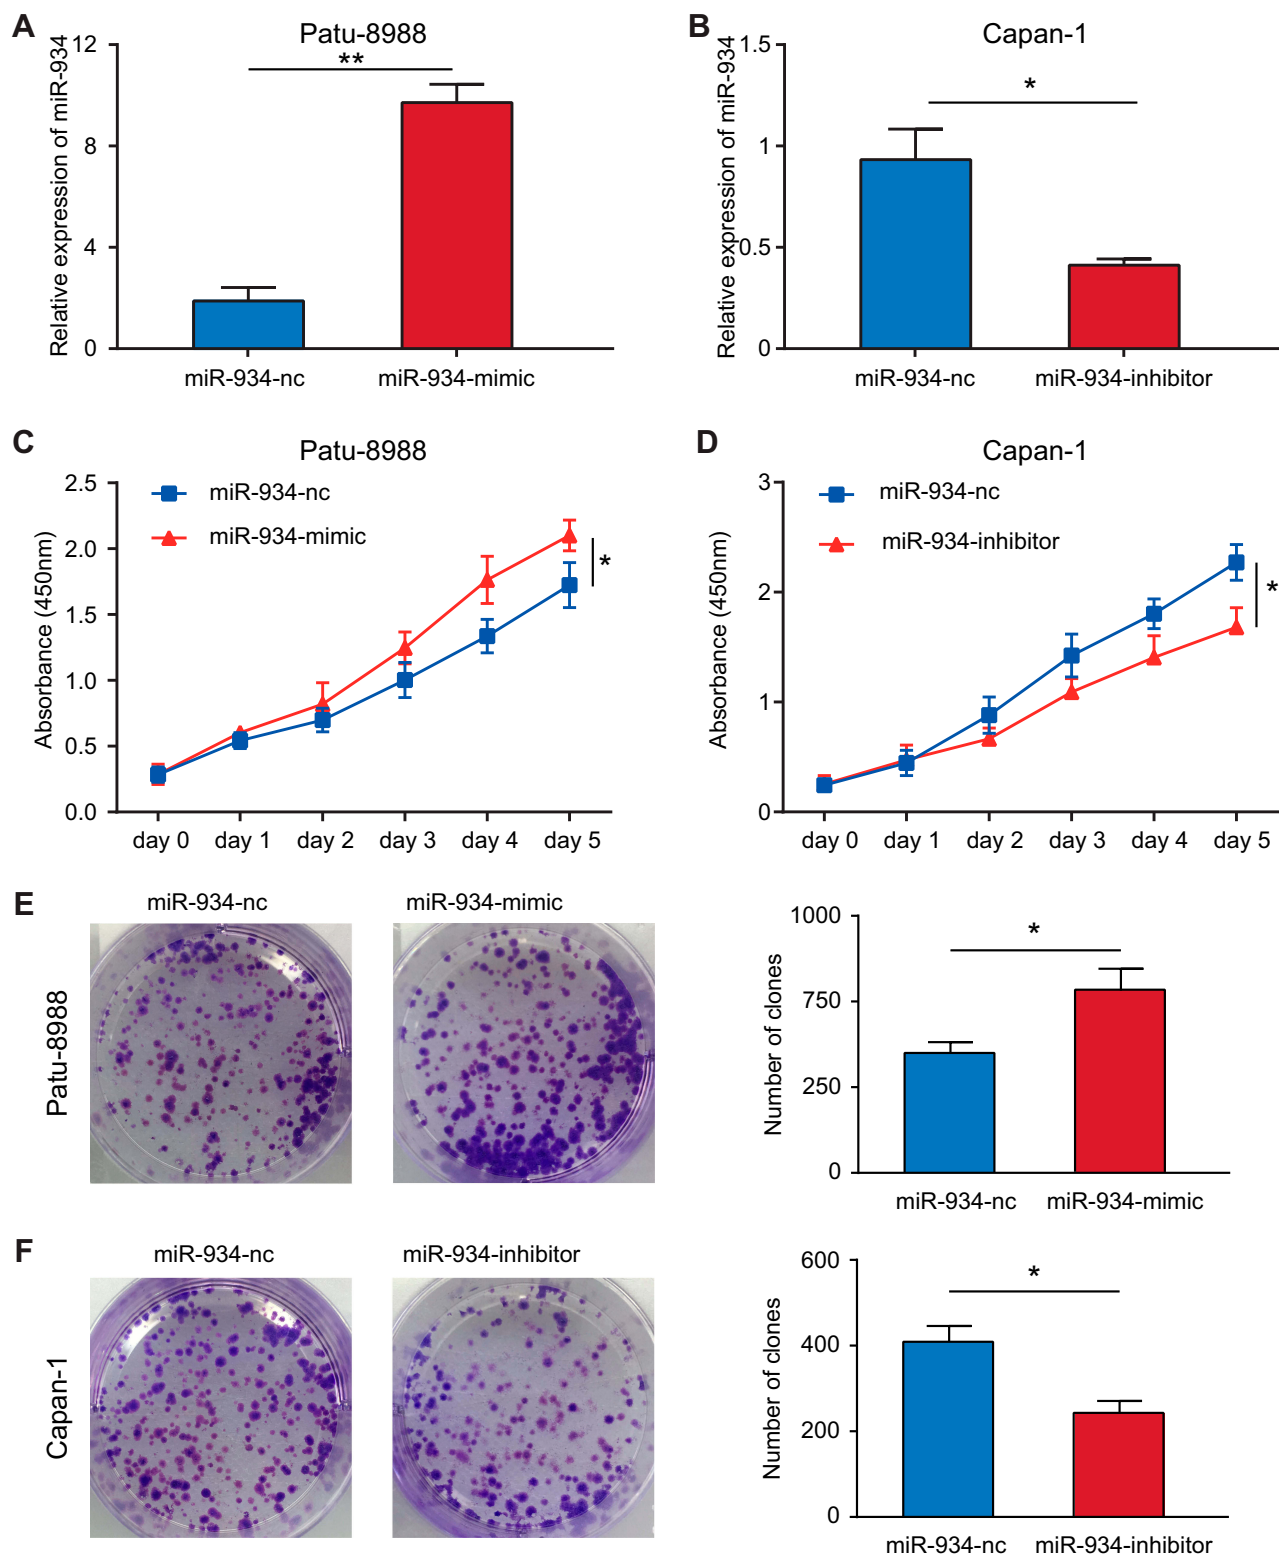 A
Patu-8988
Relative expression of miR-934
12
8
4
0
**
miR-934-nc
miR-934-mimic
B
Capan-1
Relative expression of miR-934
1.5
1
0.5
0
*
miR-934-nc
miR-934-inhibitor
C
Patu-8988
Absorbance (450nm)
2.5
2.0
1.5
1.0
0.5
0.0
miR-934-nc
miR-934-mimic
*
day 0
day 1
day 2
day 3
day 4
day 5
D
Capan-1
Absorbance (450nm)
3
2
1
0
miR-934-nc
miR-934-inhibitor
*
day 0
day 1
day 2
day 3
day 4
day 5
E
miR-934-nc
miR-934-mimic
Patu-8988
Number of clones
1000
750
250
0
*
miR-934-nc
miR-934-mimic
F
miR-934-nc
miR-934-inhibitor
Capan-1
Number of clones
600
400
200
0
*
miR-934-nc
miR-934-inhibitor